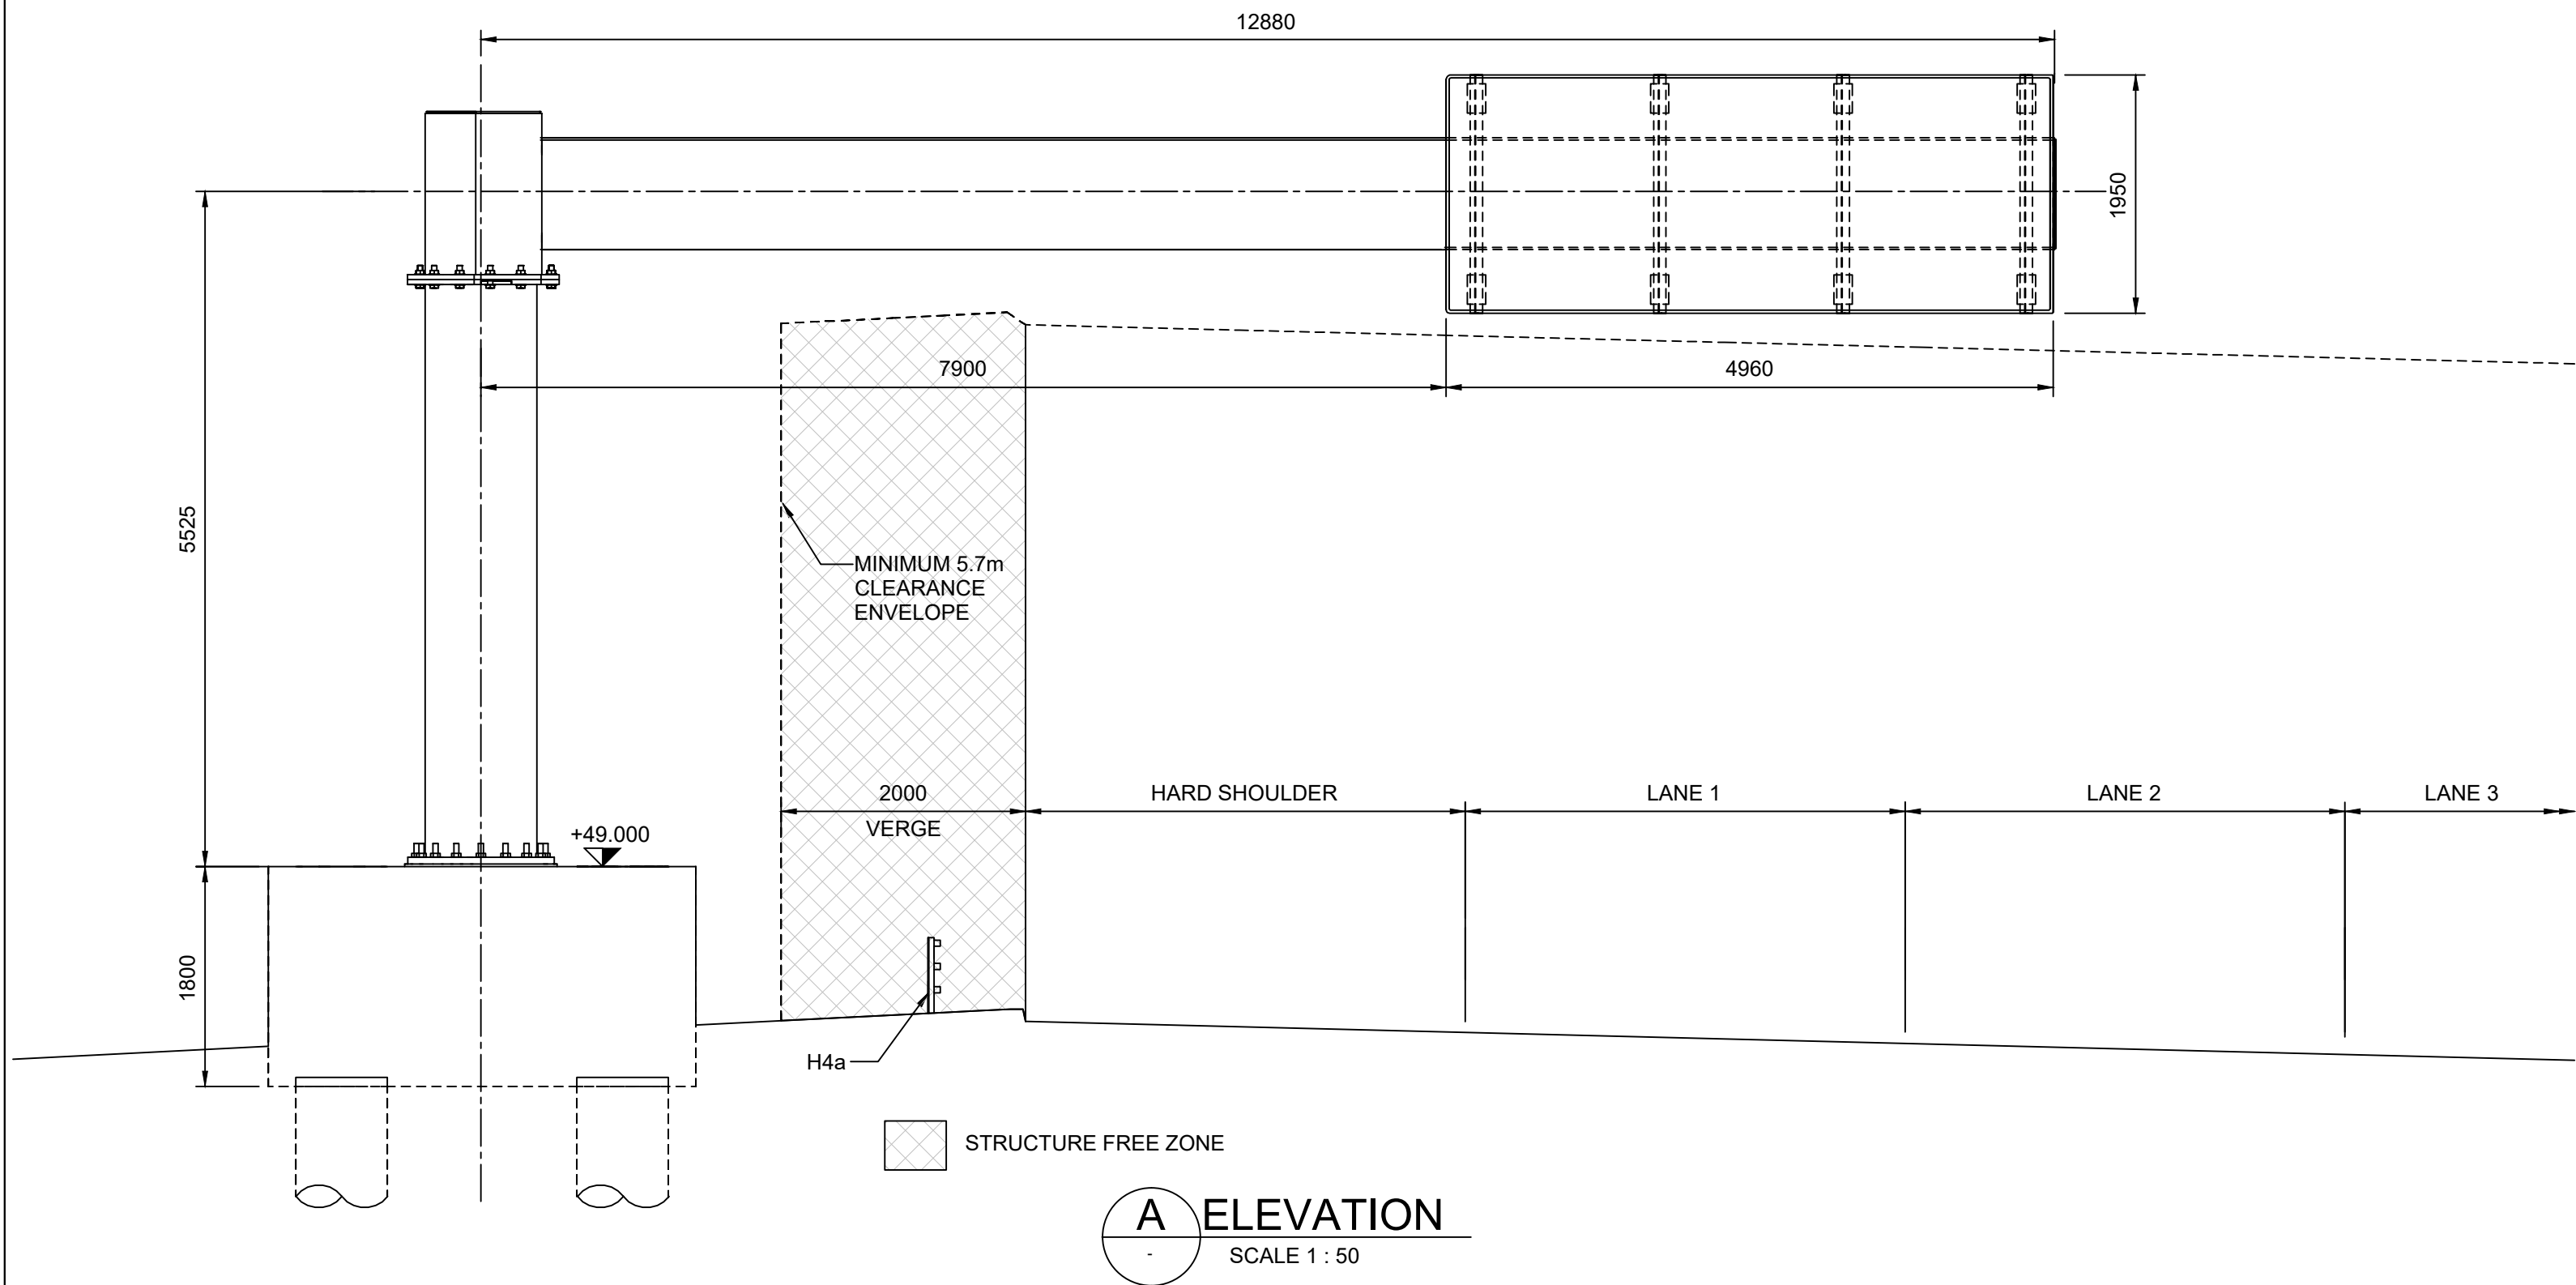 12880
1950
7900
4960
5525
MINIMUM 5.7m
CLEARANCE
ENVELOPE
2000
VERGE
HARD SHOULDER
LANE 1
LANE 2
LANE 3
+49.000
1800
H4a
STRUCTURE FREE ZONE
A
-
ELEVATION
SCALE 1 : 50